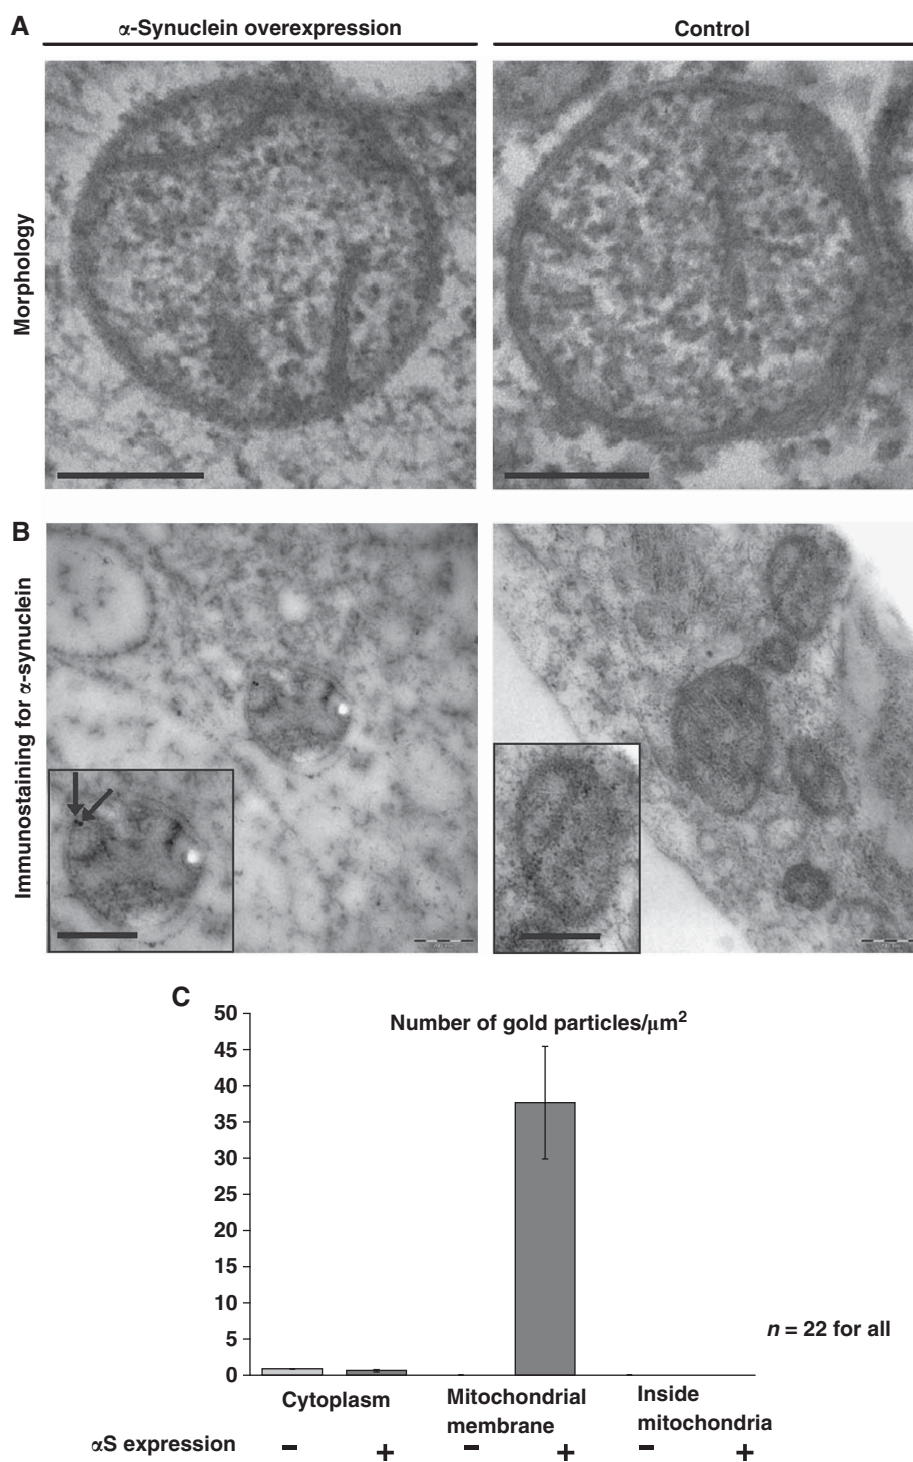 A
α-Synuclein overexpression
Control
Morphology
B
Immunostaining for α-synuclein
C
Number of gold particles/μm²
50
45
40
35
30
25
20
15
10
5
0
n = 22 for all
Cytoplasm
Mitochondrial
membrane
Inside
mitochondria
αS expression
− + − + − +